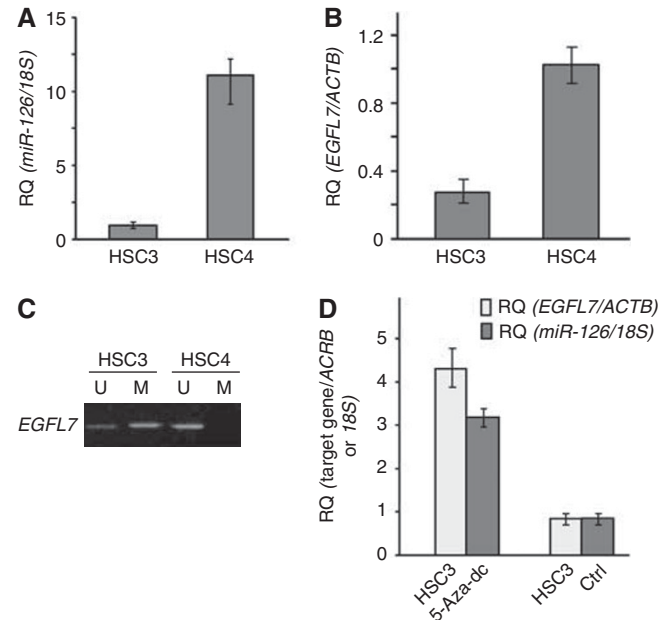 A
RQ (miR-126/18S)
15
10
5
0
HSC3 HSC4
B
RQ (EGFL7/ACTB)
1.2
0.8
0.4
0
HSC3 HSC4
C
HSC3 HSC4
U M U M
EGFL7
D
RQ (EGFL7/ACTB)
RQ (miR-126/18S)
RQ (target gene/ACRB
or 18S)
5
4
3
2
1
0
HSC3
5-Aza-dc
HSC3
Ctrl